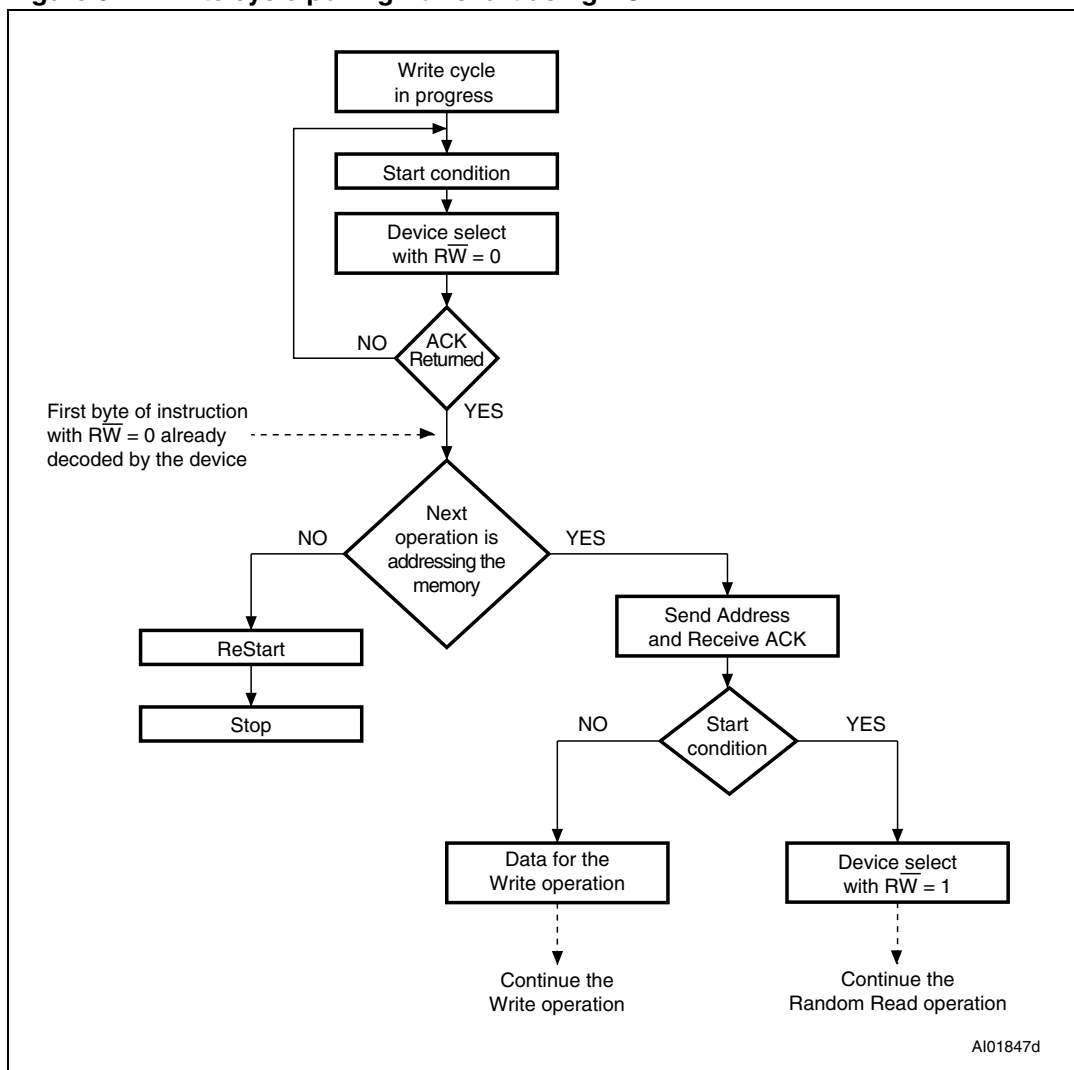 Write cycle
in progress
Start condition
Device select
with RW̅ = 0
NO
ACK
Returned
YES
First byte of instruction
with RW̅ = 0 already
decoded by the device
Next
operation is
addressing the
memory
NO
YES
Send Address
and Receive ACK
ReStart
Stop
NO
Start
condition
YES
Data for the
Write operation
Device select
with RW̅ = 1
Continue the
Write operation
Continue the
Random Read operation
AI01847d